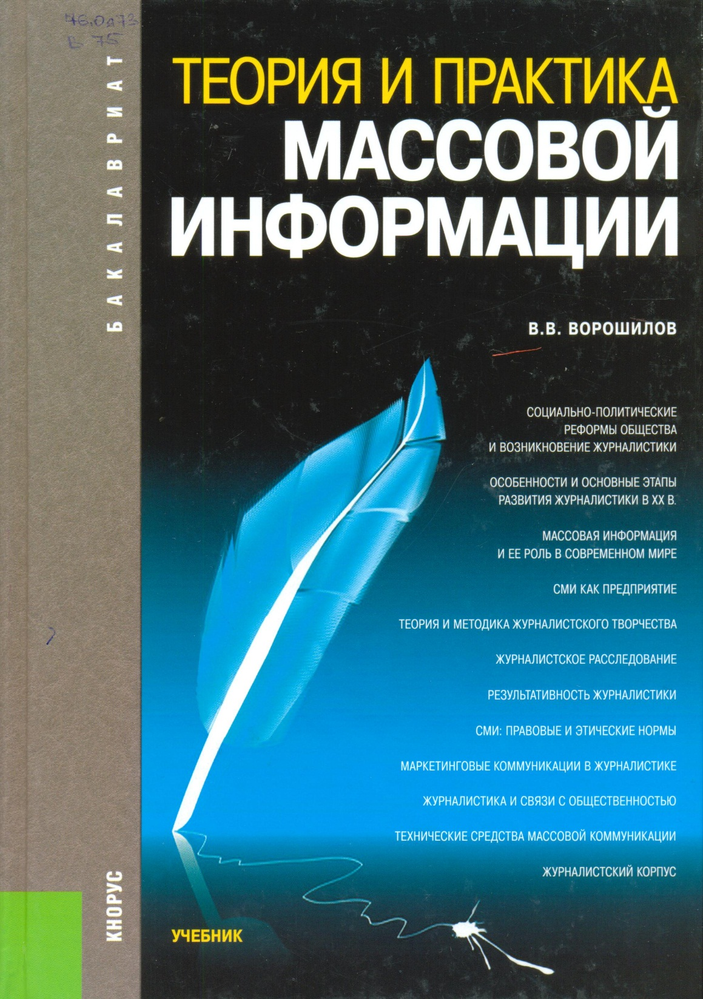 76.0я73
В 75
БАКАЛАВРИАТ
ТЕОРИЯ И ПРАКТИКА
МАССОВОЙ
ИНФОРМАЦИИ
В.В. ВОРОШИЛОВ
СОЦИАЛЬНО-ПОЛИТИЧЕСКИЕ
РЕФОРМЫ ОБЩЕСТВА
И ВОЗНИКНОВЕНИЕ ЖУРНАЛИСТИКИ
ОСОБЕННОСТИ И ОСНОВНЫЕ ЭТАПЫ
РАЗВИТИЯ ЖУРНАЛИСТИКИ В XX В.
МАССОВАЯ ИНФОРМАЦИЯ
И ЕЕ РОЛЬ В СОВРЕМЕННОМ МИРЕ
СМИ КАК ПРЕДПРИЯТИЕ
ТЕОРИЯ И МЕТОДИКА ЖУРНАЛИСТСКОГО ТВОРЧЕСТВА
ЖУРНАЛИСТСКОЕ РАССЛЕДОВАНИЕ
РЕЗУЛЬТАТИВНОСТЬ ЖУРНАЛИСТИКИ
СМИ: ПРАВОВЫЕ И ЭТИЧЕСКИЕ НОРМЫ
МАРКЕТИНГОВЫЕ КОММУНИКАЦИИ В ЖУРНАЛИСТИКЕ
ЖУРНАЛИСТИКА И СВЯЗИ С ОБЩЕСТВЕННОСТЬЮ
ТЕХНИЧЕСКИЕ СРЕДСТВА МАССОВОЙ КОММУНИКАЦИИ
ЖУРНАЛИСТСКИЙ КОРПУС
КНОРУС
УЧЕБНИК